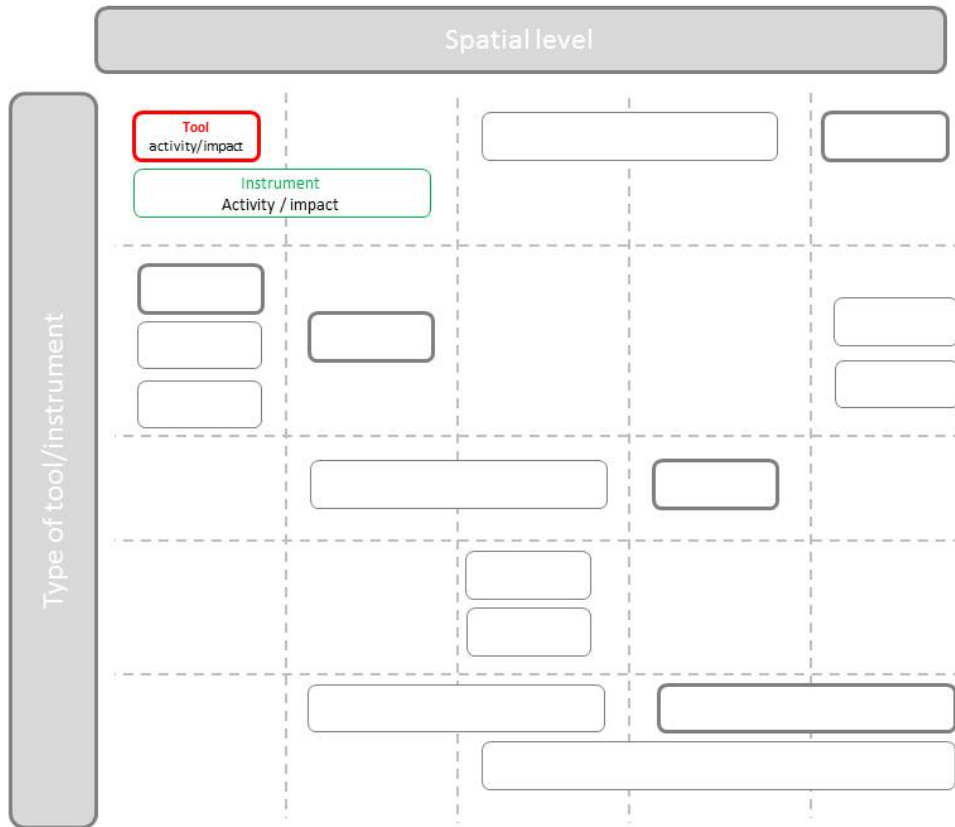 Spatial level
Type of tool/instrument
Tool
activity/impact
Instrument
Activity / impact